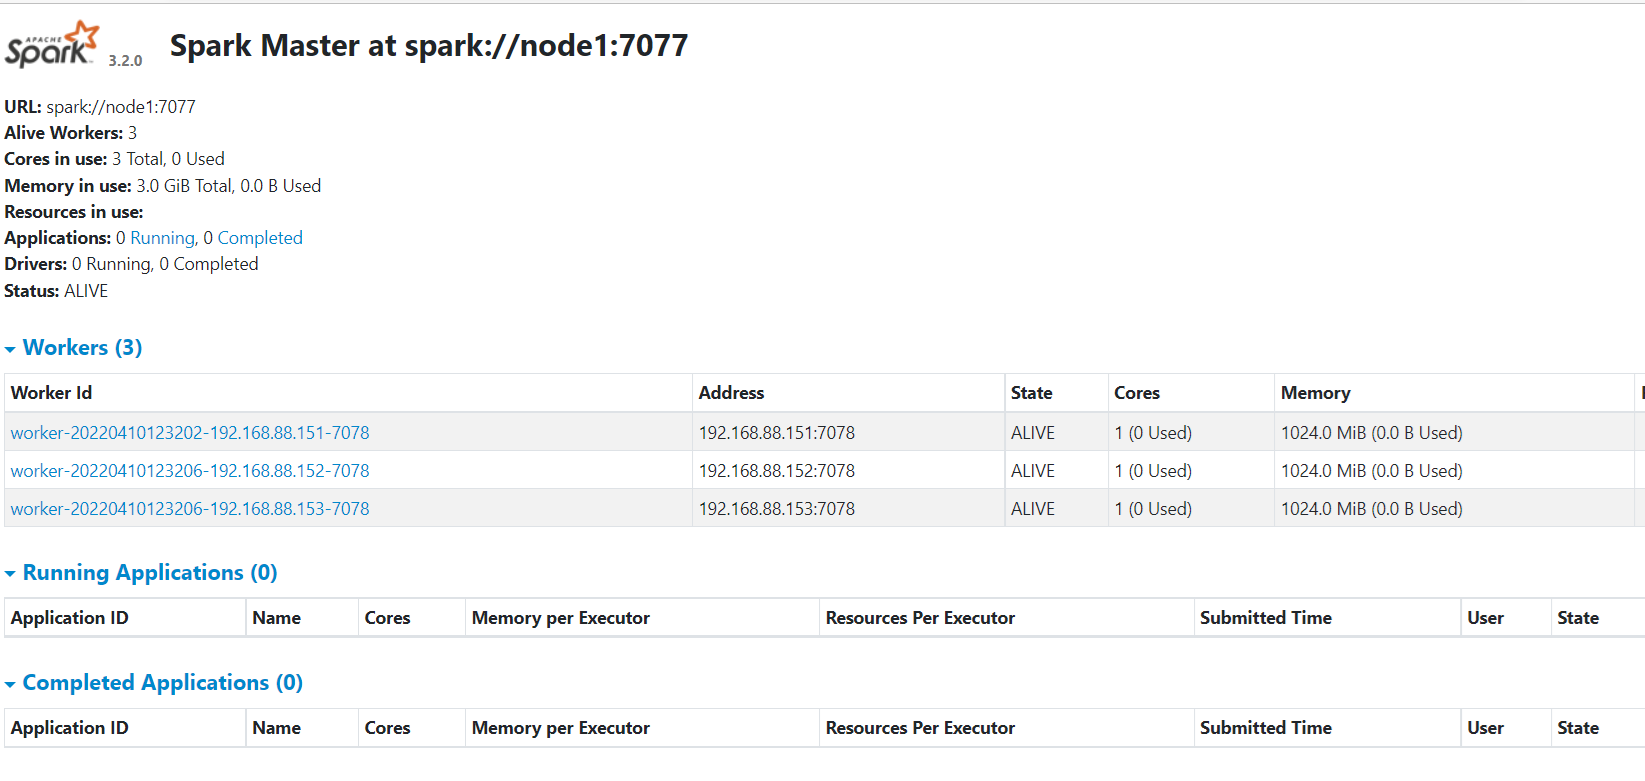 APACHE Spark™ 3.2.0 Spark Master at spark://node1:7077
URL: spark://node1:7077
Alive Workers: 3
Cores in use: 3 Total, 0 Used
Memory in use: 3.0 GiB Total, 0.0 B Used
Resources in use:
Applications: 0 Running, 0 Completed
Drivers: 0 Running, 0 Completed
Status: ALIVE
Workers (3)
Worker Id Address State Cores Memory
worker-20220410123202-192.168.88.151-7078 192.168.88.151:7078 ALIVE 1 (0 Used) 1024.0 MiB (0.0 B Used)
worker-20220410123206-192.168.88.152-7078 192.168.88.152:7078 ALIVE 1 (0 Used) 1024.0 MiB (0.0 B Used)
worker-20220410123206-192.168.88.153-7078 192.168.88.153:7078 ALIVE 1 (0 Used) 1024.0 MiB (0.0 B Used)
Running Applications (0)
Application ID Name Cores Memory per Executor Resources Per Executor Submitted Time User State
Completed Applications (0)
Application ID Name Cores Memory per Executor Resources Per Executor Submitted Time User State